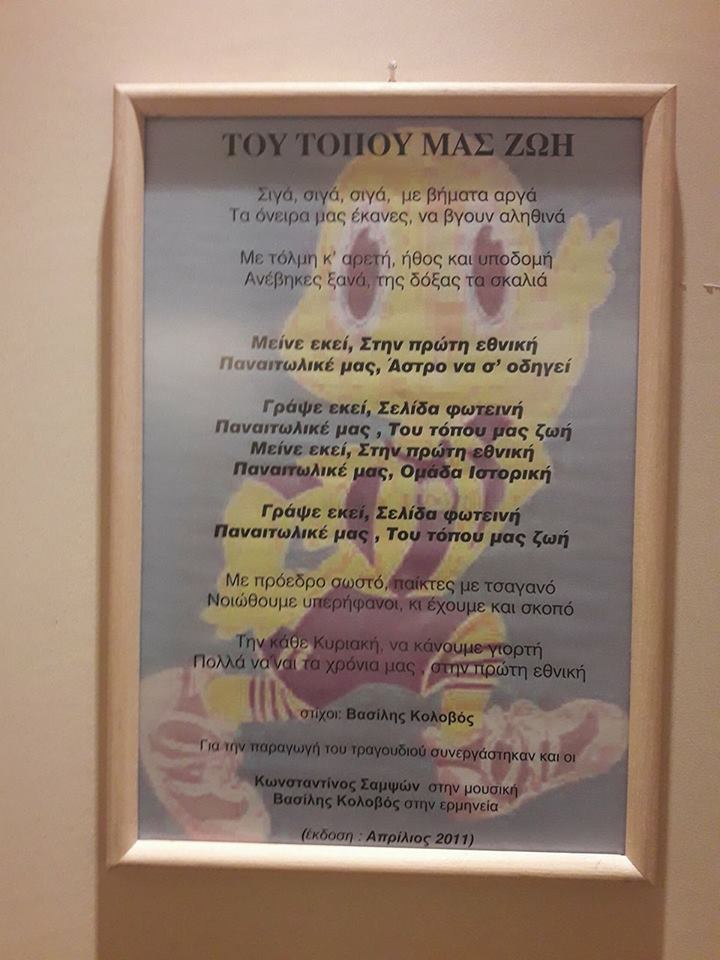 ΤΟΥ ΤΟΠΟΥ ΜΑΣ ΖΩΗ
Σιγά, σιγά, σιγά, με βήματα αργά
Τα όνειρα μας έκανες, να βγουν αληθινά
Με τόλμη κ' αρετή, ήθος και υποδομή
Ανέβηκες ξανά, της δόξας τα σκαλιά
Μείνε εκεί, Στην πρώτη εθνική
Παναιτωλικέ μας, Άστρο να σ' οδηγεί
Γράψε εκεί, Σελίδα φωτεινή
Παναιτωλικέ μας , Του τόπου μας ζωή
Μείνε εκεί, Στην πρώτη εθνική
Παναιτωλικέ μας, Ομάδα Ιστορική
Γράψε εκεί, Σελίδα φωτεινή
Παναιτωλικέ μας , Του τόπου μας ζωή
Με πρόεδρο σωστό, παίκτες με τσαγανό
Νοιώθουμε υπερήφανοι, κι έχουμε και σκοπό
Την κάθε Κυριακή, να κάνουμε γιορτή
Πολλά να'ναι τα χρόνια μας , στην πρώτη εθνική
στίχοι: Βασίλης Κολοβός
Για την παραγωγή του τραγουδιού συνεργάστηκαν και οι
Κωνσταντίνος Σαμψών στην μουσική
Βασίλης Κολοβός στην ερμηνεία
(έκδοση : Απρίλιος 2011)